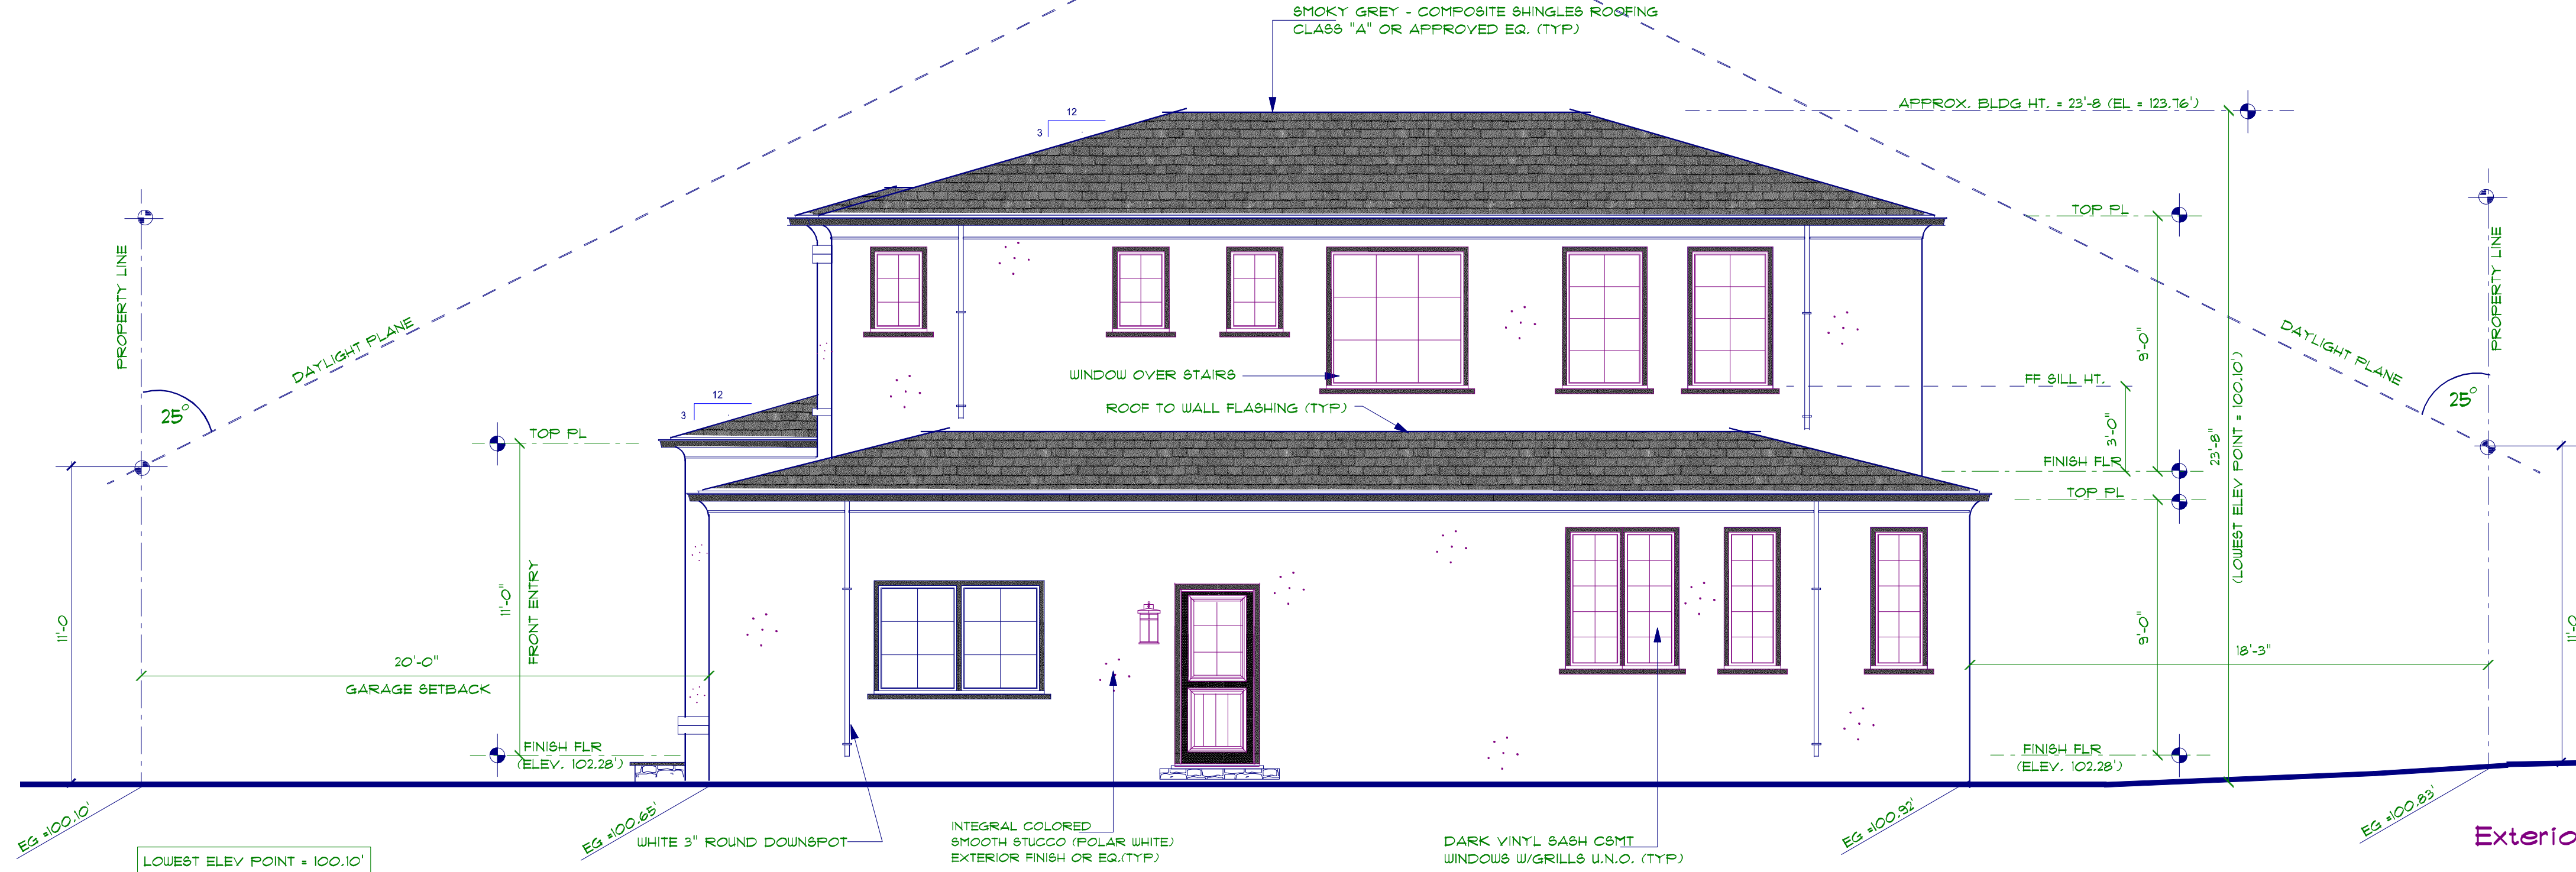 SMOKY GREY - COMPOSITE SHINGLES ROOFING
CLASS "A" OR APPROVED EQ. (TYP)
APPROX. BLDG HT. = 23'-8 (EL = 123.76')
12
3
TOP PL
PROPERTY LINE
DAYLIGHT PLANE
25°
12
3
TOP PL
WINDOW OVER STAIRS
ROOF TO WALL FLASHING (TYP)
FF SILL HT.
9'-0"
3'-0"
FINISH FLR
TOP PL
23'-8"
(LOWEST ELEV POINT = 100.10')
DAYLIGHT PLANE
PROPERTY LINE
25°
11'-0
11'-0"
FRONT ENTRY
20'-0"
GARAGE SETBACK
9'-0"
18'-3"
11'-0
FINISH FLR
(ELEV. 102.28')
FINISH FLR
(ELEV. 102.28')
EG =100.10'
EG =100.65'
EG =100.92'
EG =100.83'
WHITE 3" ROUND DOWNSPOT
INTEGRAL COLORED
SMOOTH STUCCO (POLAR WHITE)
EXTERIOR FINISH OR EQ.(TYP)
DARK VINYL SASH CSMT
WINDOWS W/GRILLS U.N.O. (TYP)
LOWEST ELEV POINT = 100.10'
Exterio